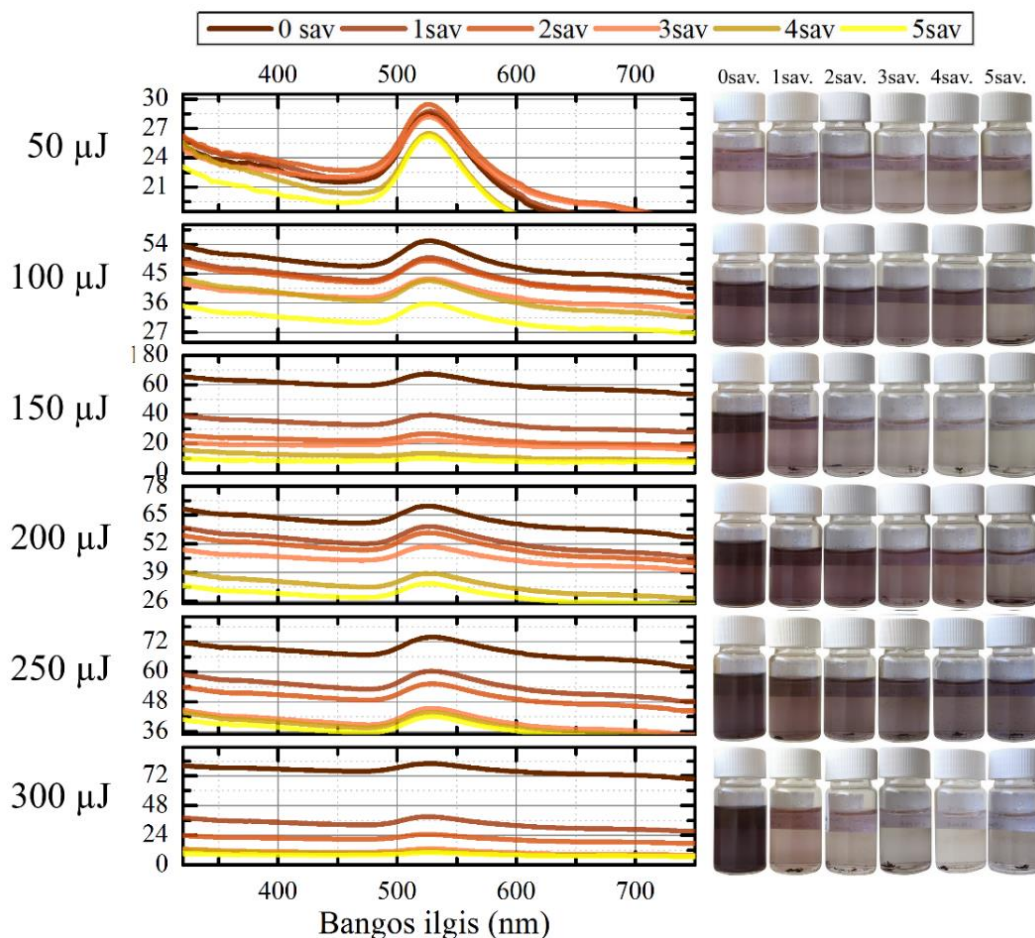 0 sav 1sav 2sav 3sav 4sav 5sav
400 500 600 700
0sav. 1sav. 2sav. 3sav. 4sav. 5sav.
50 µJ
30
27
24
21
100 µJ
54
45
36
27
150 µJ
180
60
40
20
0
200 µJ
78
65
52
39
26
250 µJ
72
60
48
36
300 µJ
72
48
24
0
400 500 600 700
Bangos ilgis (nm)